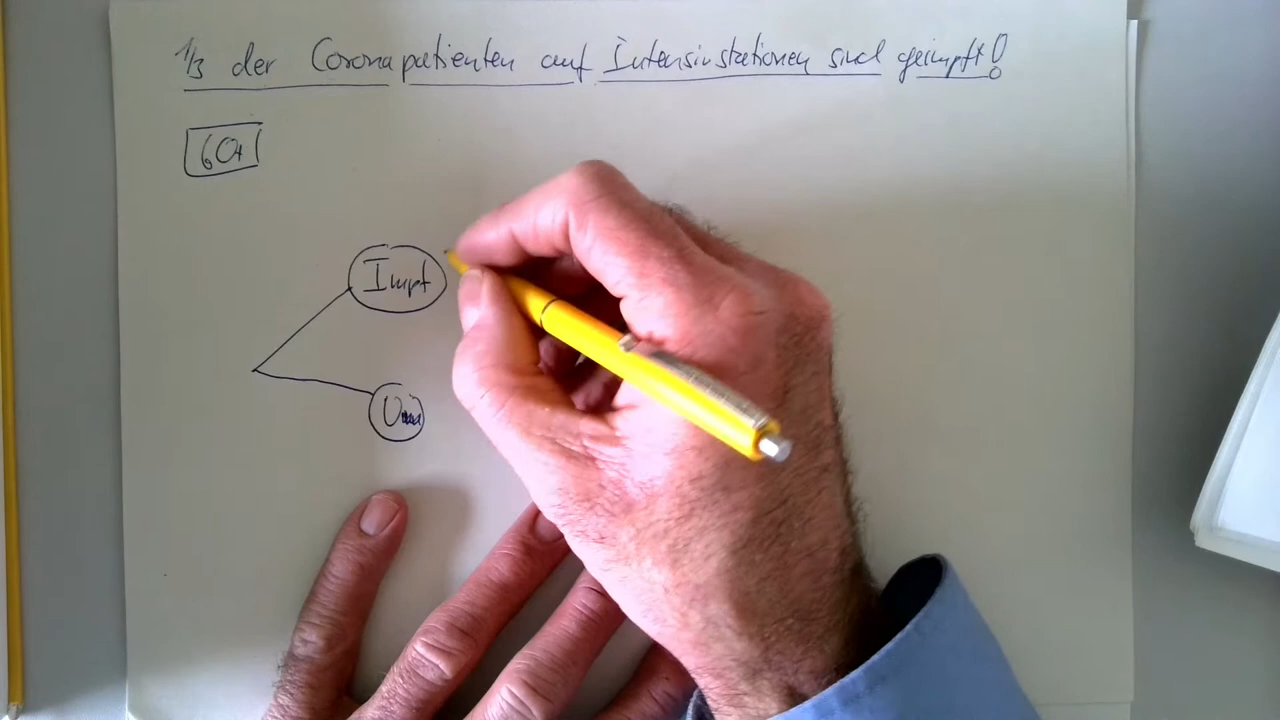 1/3 der Coronapatienten auf Intensivstationen sind geimpft!
60+
Impf